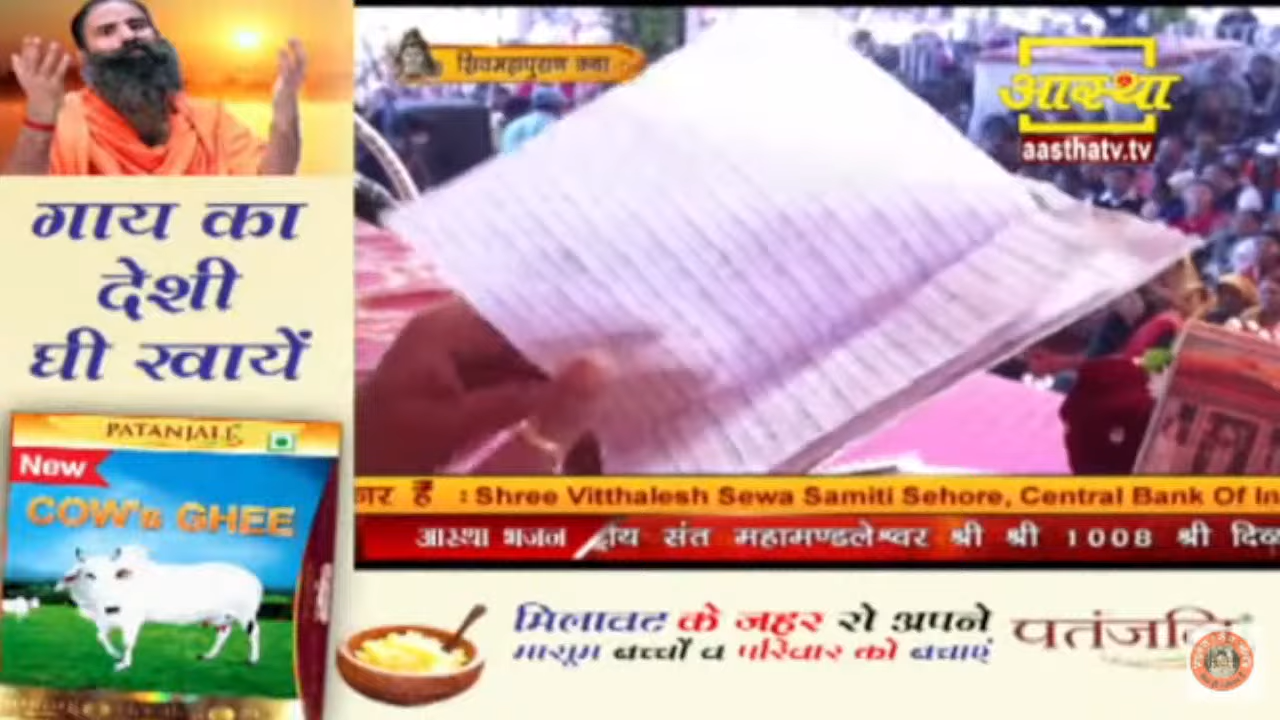 शिवमहापुराण कथा
आस्था
aasthatv.tv
गाय का
देशी
घी खायें
PATANJALI
New
COW's GHEE
कार हैं : Shree Vitthalesh Sewa Samiti Sehore, Central Bank Of In
आस्था भजन संत महामण्डलेश्वर श्री श्री 1008 श्री दिव्
मिलावट के जहर से अपने
मासूम बच्चों व परिवार को बचाएं
पतंजलि